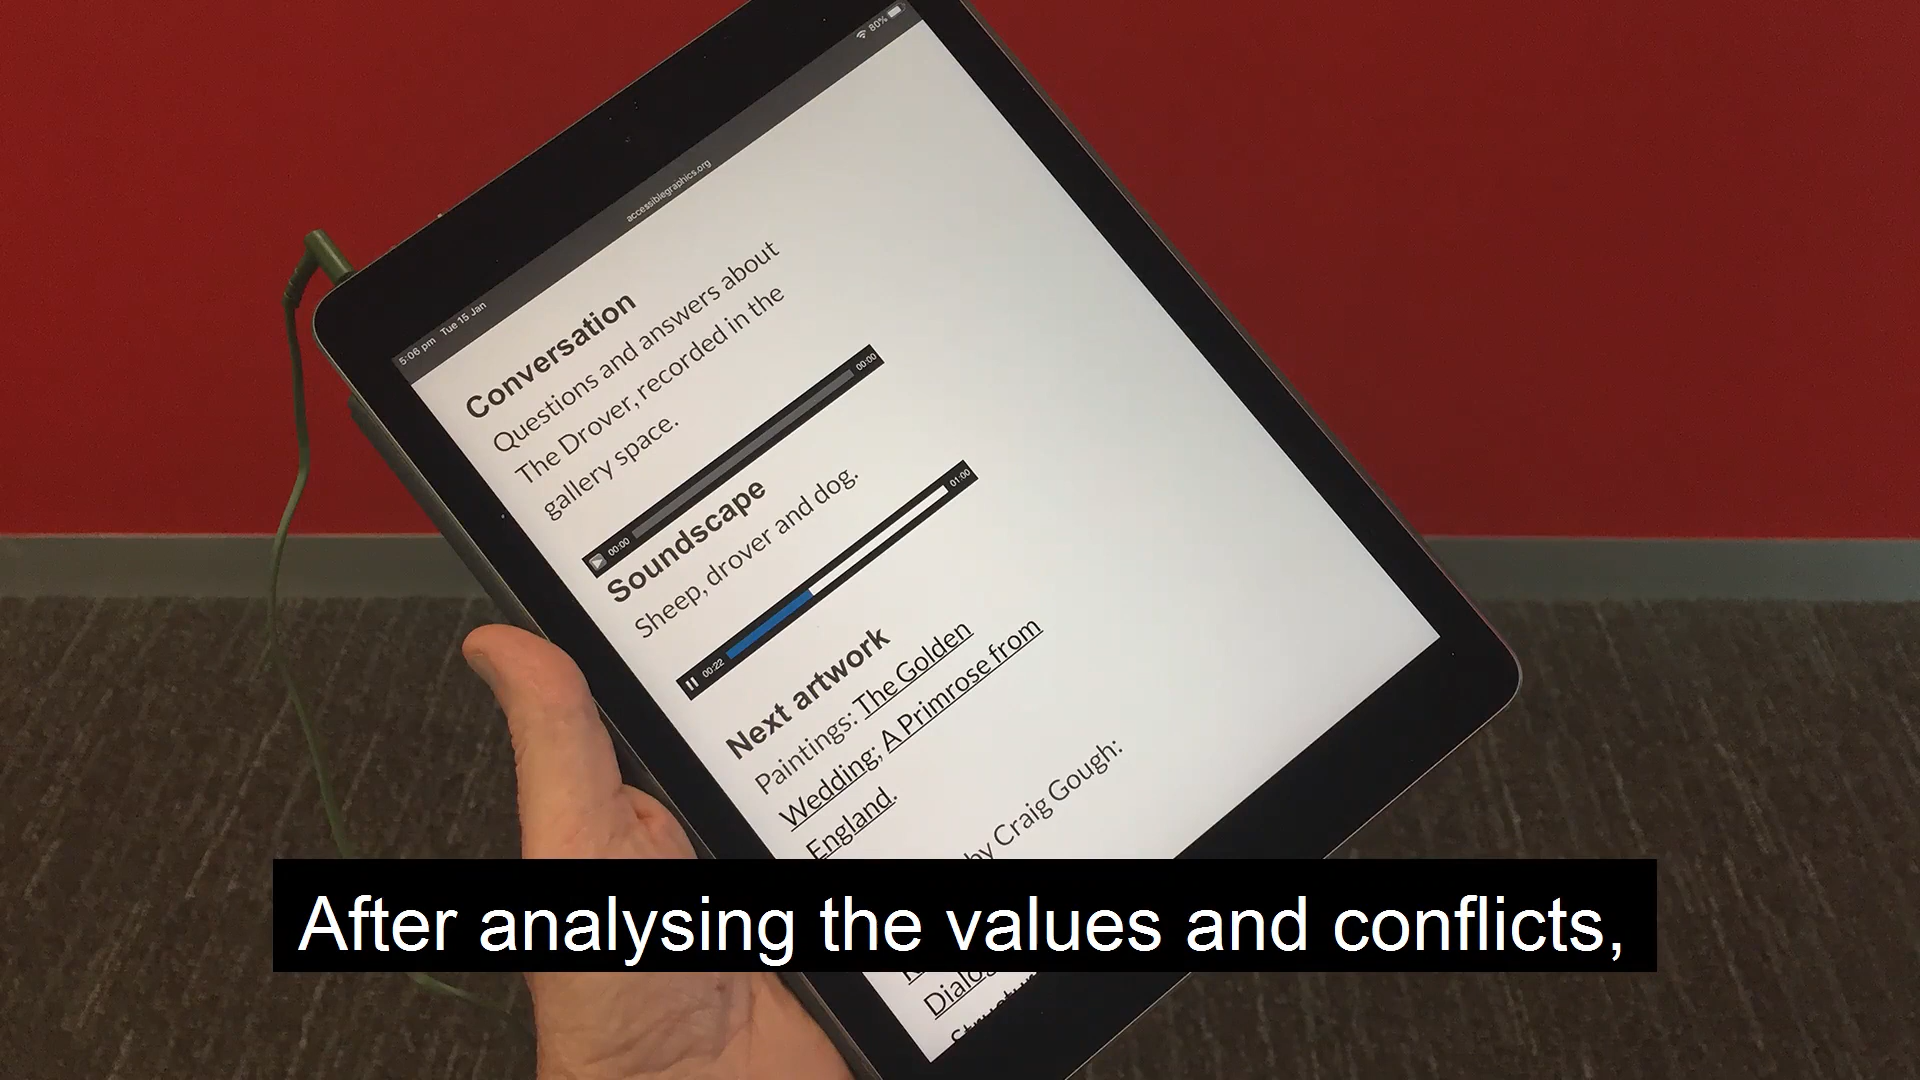 5:06 pm Tue 15 Jan
80%
accessiblegraphics.org
Conversation
Questions and answers about
The Drover, recorded in the
gallery space.
00:00
00:00
Soundscape
Sheep, drover and dog.
00:22
01:00
Next artwork
Paintings: The Golden
Wedding; A Primrose from
England.
by Craig Gough:
After analysing the values and conflicts,